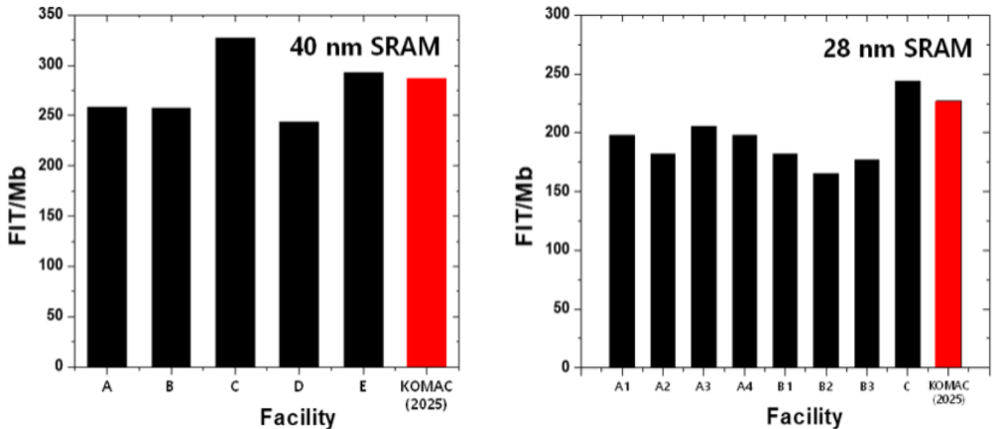 40 nm SRAM
FIT/Mb
350
300
250
200
150
100
50
0
A B C D E KOMAC
(2025)
Facility
28 nm SRAM
FIT/Mb
300
250
200
150
100
50
0
A1 A2 A3 A4 B1 B2 B3 C KOMAC
(2025)
Facility